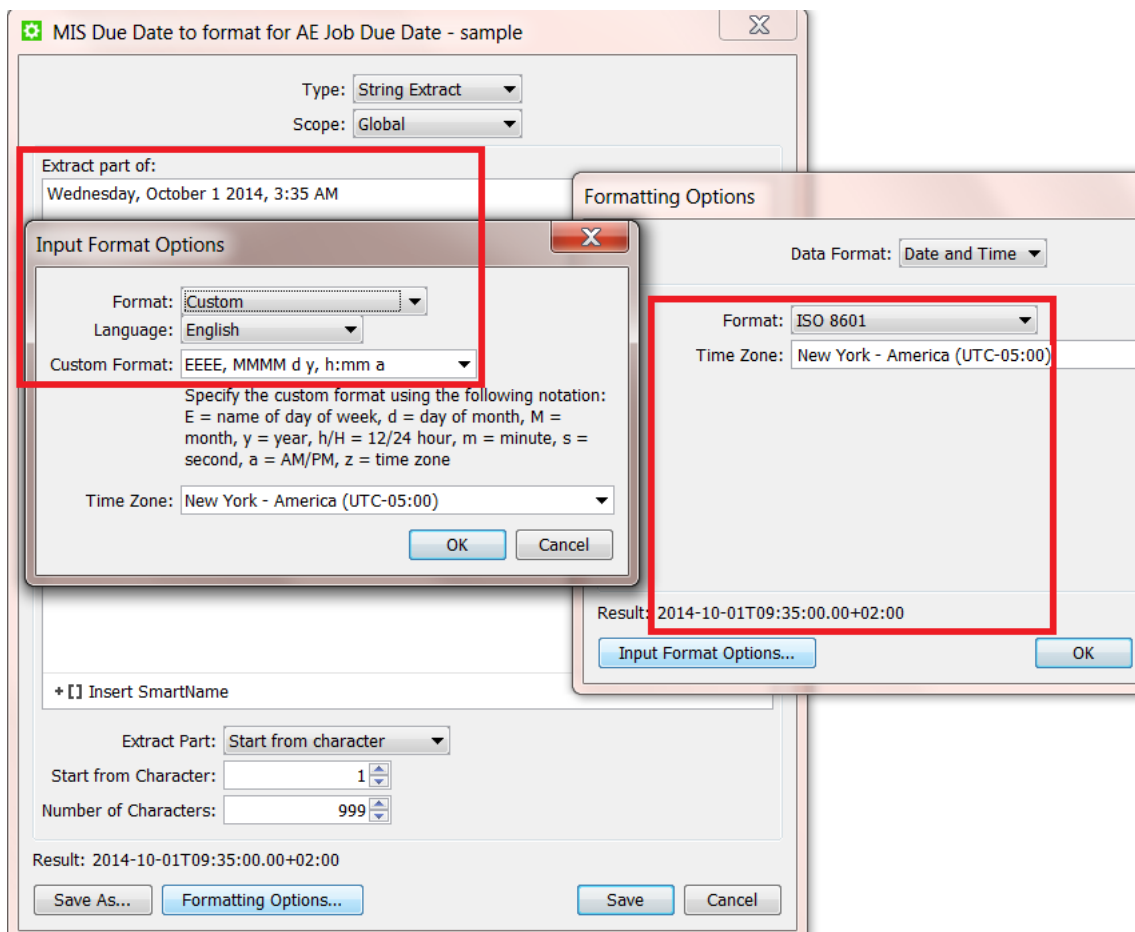 MIS Due Date to format for AE Job Due Date - sample
Type: String Extract
Scope: Global
Extract part of:
Wednesday, October 1 2014, 3:35 AM
Input Format Options
Format: Custom
Language: English
Custom Format: EEEE, MMMM d y, h:mm a
Specify the custom format using the following notation:
E = name of day of week, d = day of month, M =
month, y = year, h/H = 12/24 hour, m = minute, s =
second, a = AM/PM, z = time zone
Time Zone: New York - America (UTC-05:00)
OK Cancel
Formatting Options
Data Format: Date and Time
Format: ISO 8601
Time Zone: New York - America (UTC-05:00)
Result: 2014-10-01T09:35:00.00+02:00
Input Format Options... OK
+[] Insert SmartName
Extract Part: Start from character
Start from Character: 1
Number of Characters: 999
Result: 2014-10-01T09:35:00.00+02:00
Save As... Formatting Options... Save Cancel